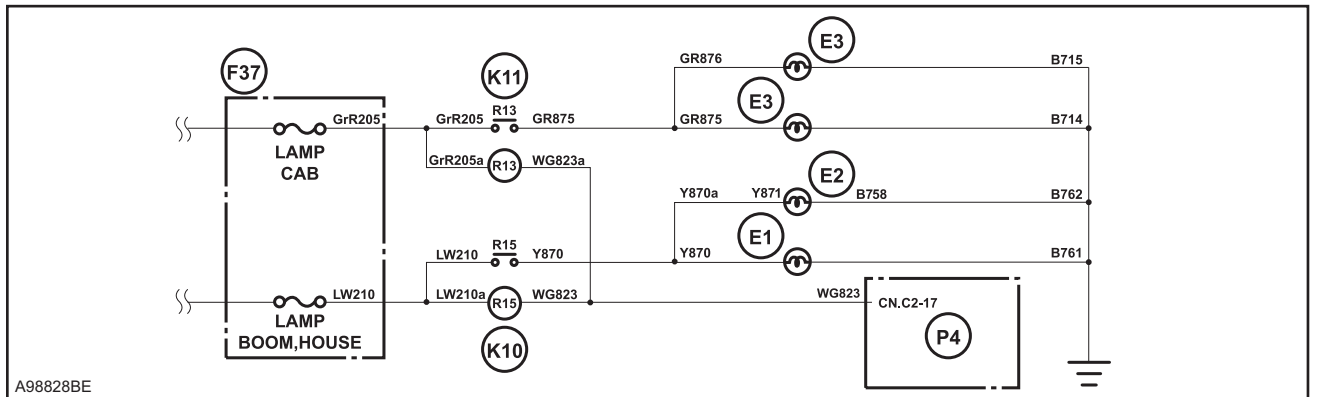 E3
GR876
B715
F37
K11
E3
R13
GrR205
GrR205
GR875
GR875
B714
LAMP
CAB
GrR205a
R13
WG823a
E2
Y870a
Y871
B758
B762
E1
R15
LW210
Y870
Y870
B761
LW210
LW210a
R15
WG823
WG823
CN.C2-17
LAMP
BOOM,HOUSE
K10
P4
A98828BE